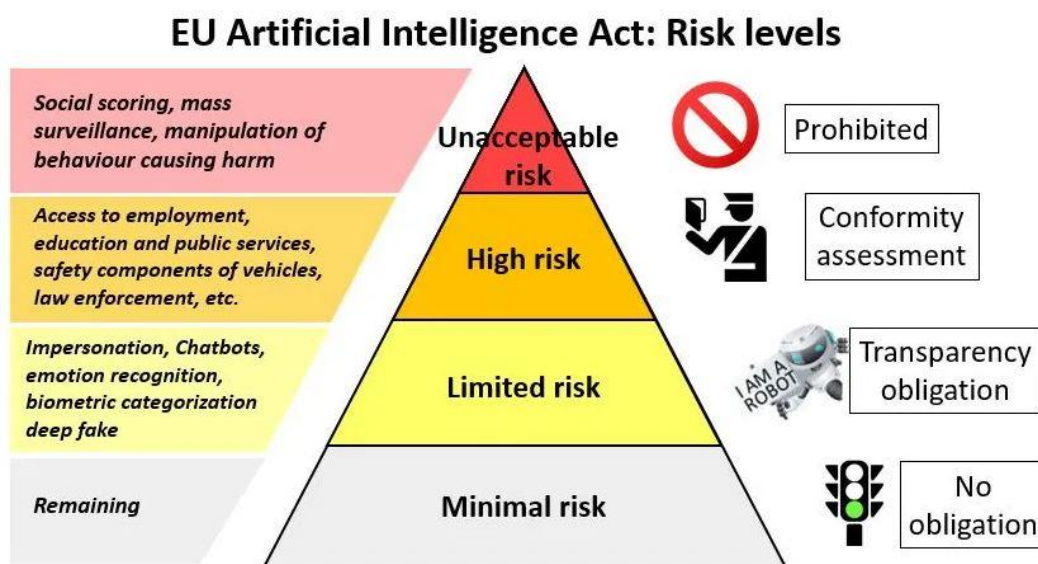 EU Artificial Intelligence Act: Risk levels
Social scoring, mass
surveillance, manipulation of
behaviour causing harm
Unacceptable
risk
Prohibited
Access to employment,
education and public services,
safety components of vehicles,
law enforcement, etc.
High risk
Conformity
assessment
Impersonation, Chatbots,
emotion recognition,
biometric categorization
deep fake
Limited risk
I AM A
ROBOT
Transparency
obligation
Remaining
Minimal risk
No
obligation